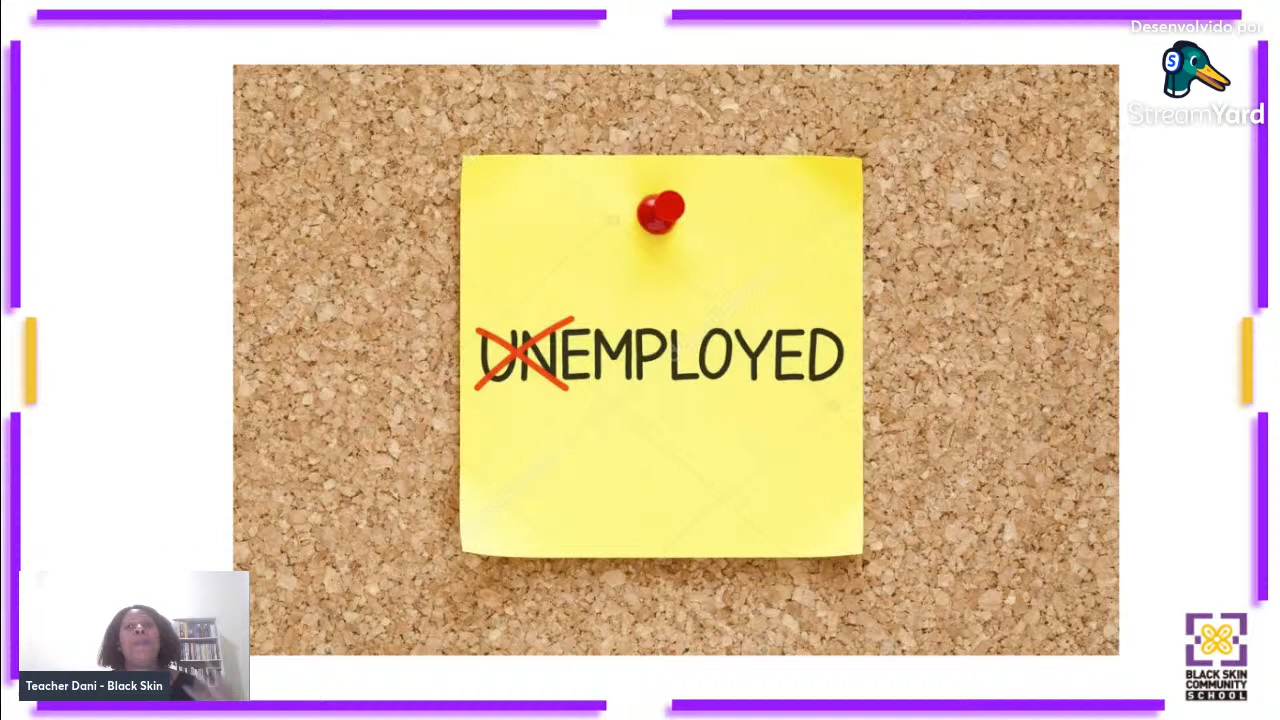 Desenvolvido por
S
StreamYard
UNEMPLOYED
Teacher Dani - Black Skin
BLACK SKIN
COMMUNITY
SCHOOL